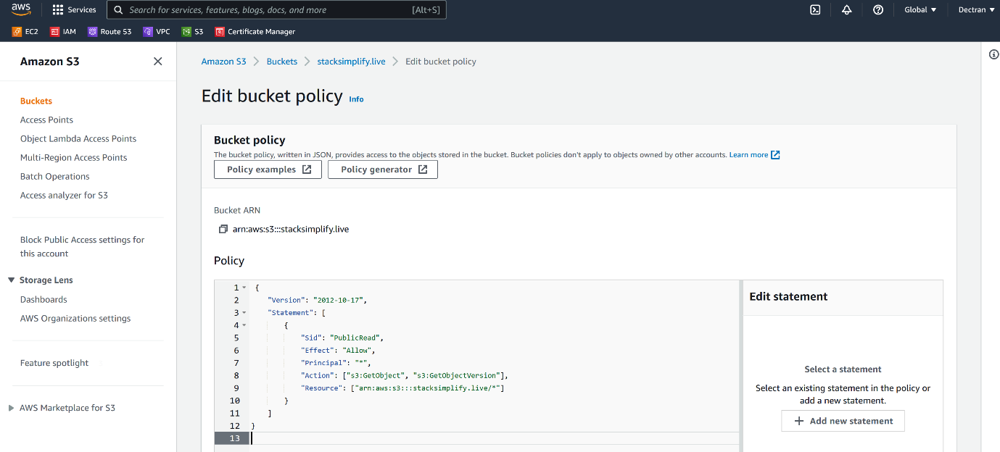 aws
Services
Search for services, features, blogs, docs, and more
[Alt+S]
Global ▼
Dectran ▼
EC2
IAM
Route 53
VPC
S3
Certificate Manager
Amazon S3
Buckets
Access Points
Object Lambda Access Points
Multi-Region Access Points
Batch Operations
Access analyzer for S3
Block Public Access settings for
this account
Storage Lens
Dashboards
AWS Organizations settings
Feature spotlight
AWS Marketplace for S3
Amazon S3 > Buckets > stacksimplify.live > Edit bucket policy
Edit bucket policy Info
Bucket policy
The bucket policy, written in JSON, provides access to the objects stored in the bucket. Bucket policies don't apply to objects owned by other accounts. Learn more
Policy examples
Policy generator
Bucket ARN
arn:aws:s3:::stacksimplify.live
Policy
1 {
2 "Version": "2012-10-17",
3 "Statement": [
4 {
5 "Sid": "PublicRead",
6 "Effect": "Allow",
7 "Principal": "*",
8 "Action": ["s3:GetObject", "s3:GetObjectVersion"],
9 "Resource": ["arn:aws:s3:::stacksimplify.live/*"]
10 }
11 ]
12 }
13
Edit statement
Select a statement
Select an existing statement in the policy or
add a new statement.
+ Add new statement